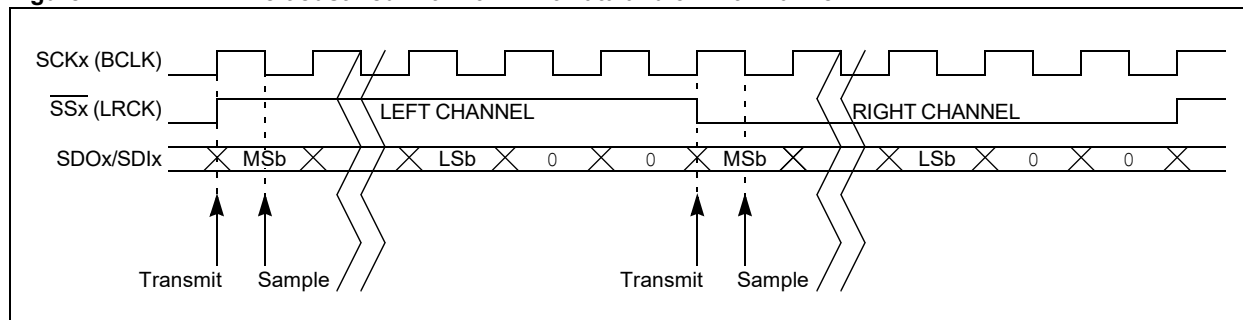 SCKx (BCLK)
SSx (LRCK)
LEFT CHANNEL
RIGHT CHANNEL
SDOx/SDIx
MSb
LSb
0
0
MSb
LSb
0
0
Transmit
Sample
Transmit
Sample